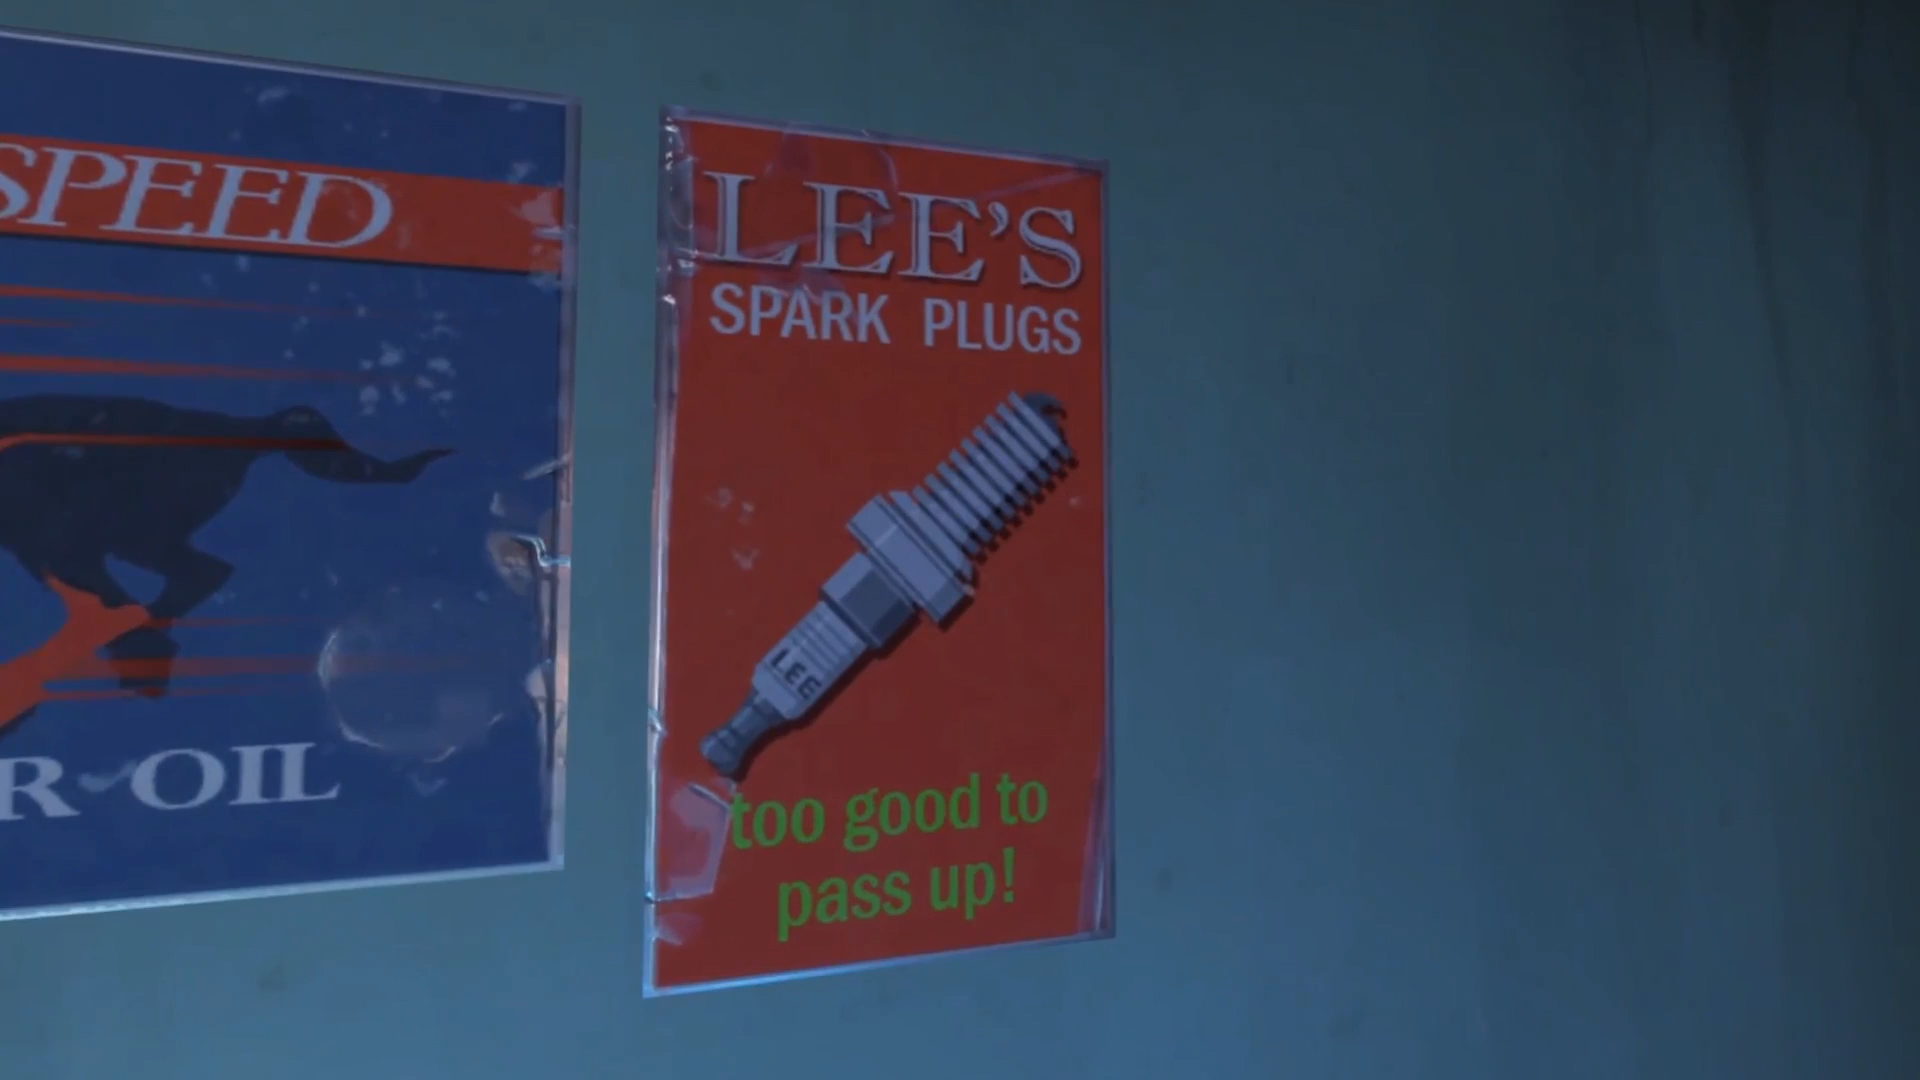 SPEED
R OIL
LEE'S
SPARK PLUGS
LEE
too good to
pass up!